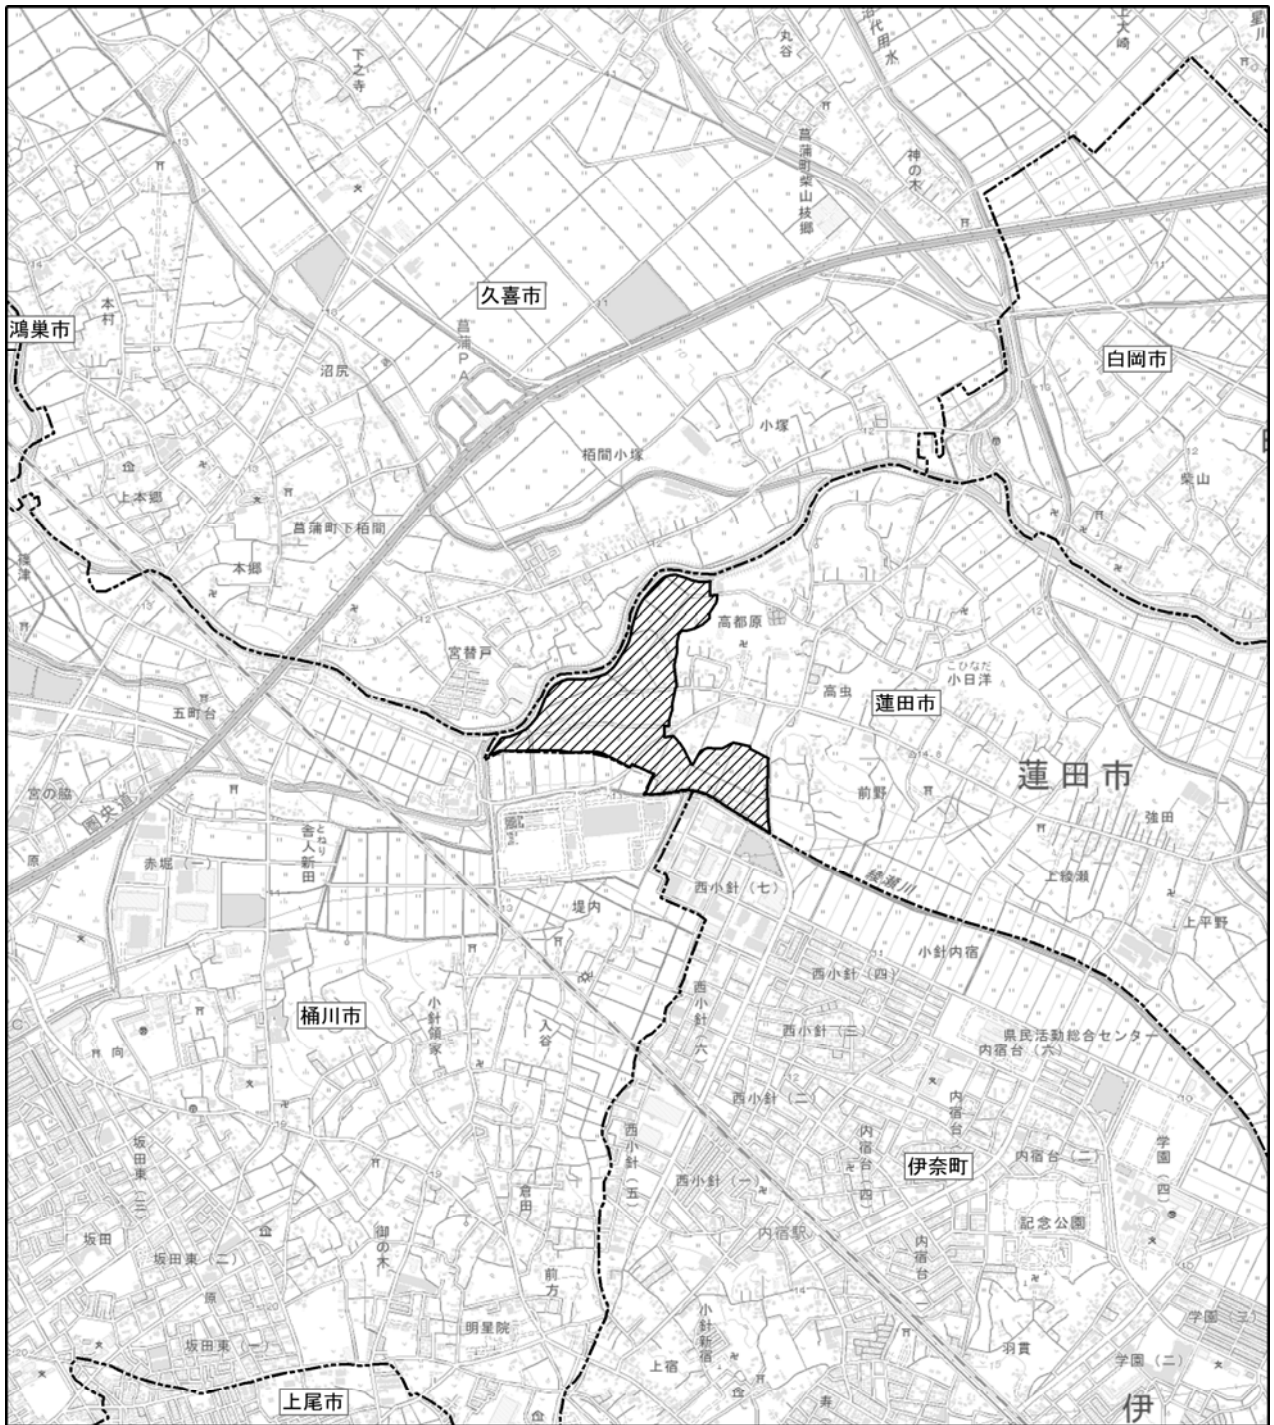 沼代用水
丸谷
上大崎
星川
下之寺
菖蒲町柴山枝郷
神の木
久喜市
本村
鴻巣市
菖蒲PA
沼尻
白岡市
小塚
栢間小塚
柴山
上本郷
菖蒲町下栢間
篠津
本郷
高都原
宮替戸
こひなた
小日洋
高虫
五町台
蓮田市
蓮田市
宮の脇
圏央道
前野
強田
舎人新田
とねり
赤堀(一)
上綾瀬
綾瀬川
西小針(七)
堤内
上平野
小針内宿
西小針(四)
小針領家
西小針(六)
桶川市
入谷
西小針(三)
県民活動総合センター
内宿台(六)
向
原
西小針(二)
内宿台
坂田東(三)
西小針(五)
内宿台(四)
学園(四)
内宿台(二)
伊奈町
西小針(一)
倉田
坂田
御の木
記念公園
内宿駅
坂田東(二)
前方
内宿台
原
明星院
小針新宿
学園(三)
坂田東(一)
羽貫
上宿
学園(二)
上尾市
寿
伊